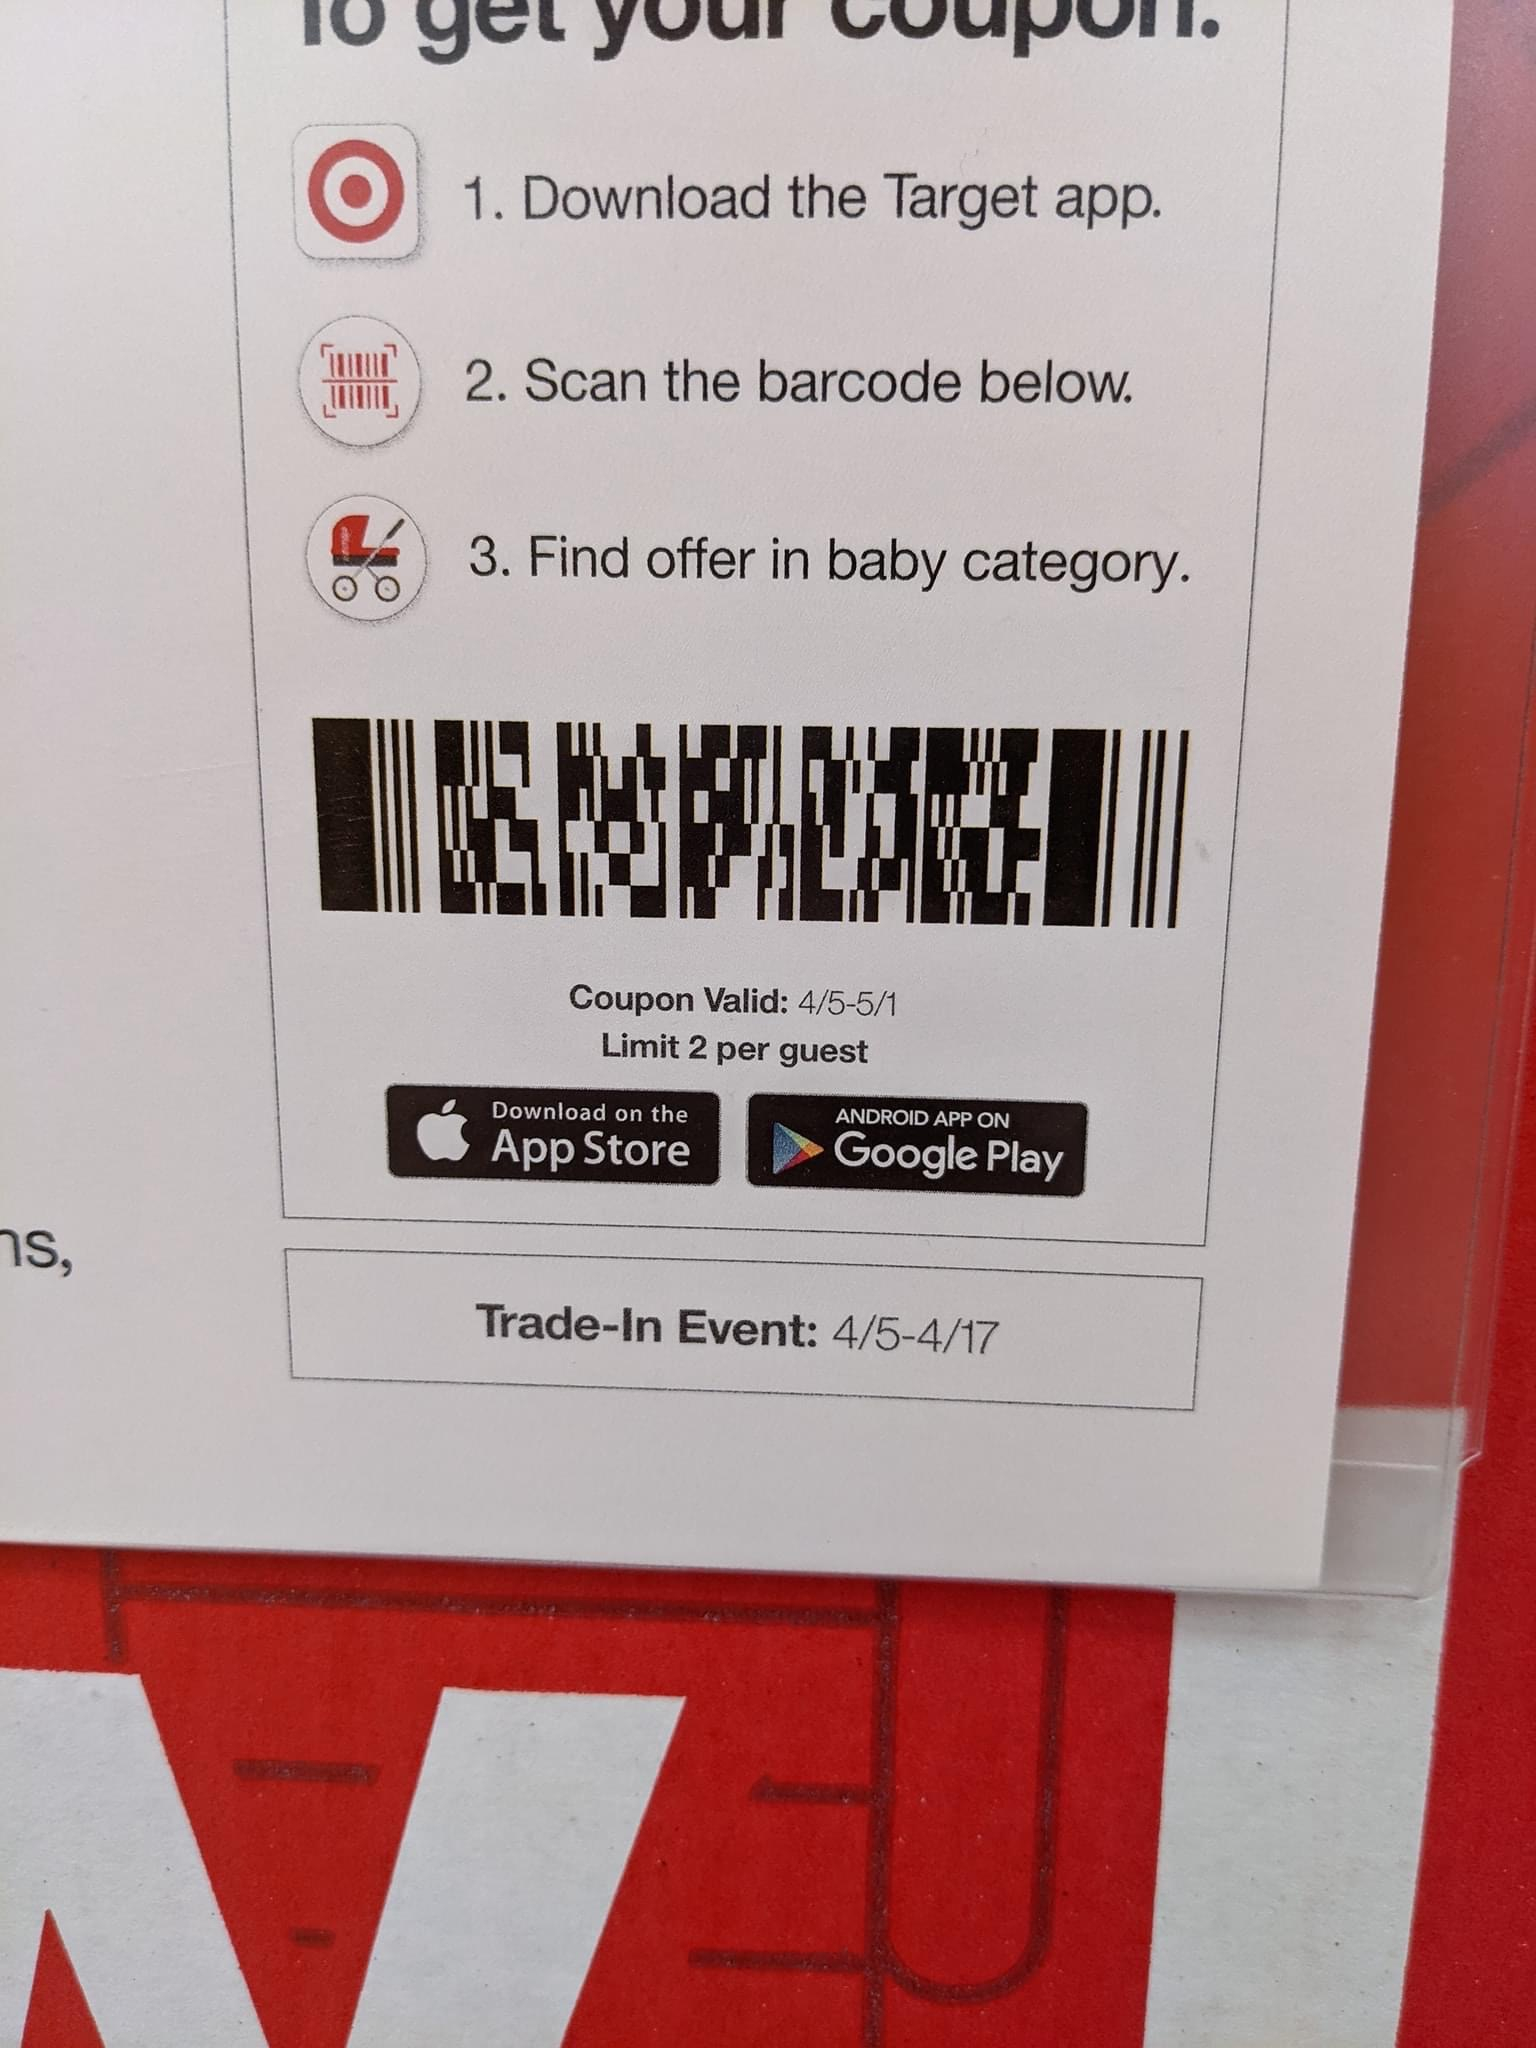 To get your coupon.
1. Download the Target app.
2. Scan the barcode below.
3. Find offer in baby category.
Coupon Valid: 4/5-5/1
Limit 2 per guest
Download on the
App Store
ANDROID APP ON
Google Play
ns,
Trade-In Event: 4/5-4/17